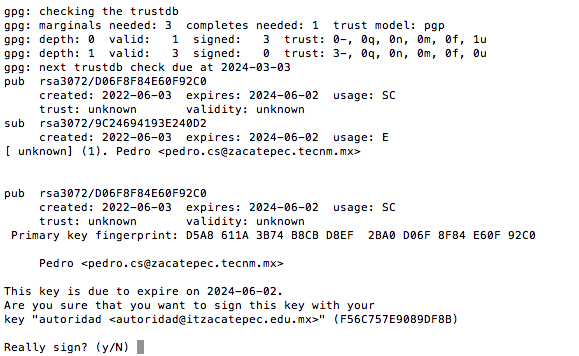 gpg: checking the trustdb
gpg: marginals needed: 3  completes needed: 1  trust model: pgp
gpg: depth: 0  valid:   1  signed:   3  trust: 0-, 0q, 0n, 0m, 0f, 1u
gpg: depth: 1  valid:   3  signed:   0  trust: 3-, 0q, 0n, 0m, 0f, 0u
gpg: next trustdb check due at 2024-03-03
pub  rsa3072/D06F8F84E60F92C0
     created: 2022-06-03  expires: 2024-06-02  usage: SC
     trust: unknown       validity: unknown
sub  rsa3072/9C24694193E240D2
     created: 2022-06-03  expires: 2024-06-02  usage: E
[ unknown] (1). Pedro <pedro.cs@zacatepec.tecnm.mx>
pub  rsa3072/D06F8F84E60F92C0
     created: 2022-06-03  expires: 2024-06-02  usage: SC
     trust: unknown       validity: unknown
 Primary key fingerprint: D5A8 611A 3B74 B8CB D8EF  2BA0 D06F 8F84 E60F 92C0
     Pedro <pedro.cs@zacatepec.tecnm.mx>
This key is due to expire on 2024-06-02.
Are you sure that you want to sign this key with your
key "autoridad <autoridad@itzacatepec.edu.mx>" (F56C757E9089DF8B)
Really sign? (y/N)